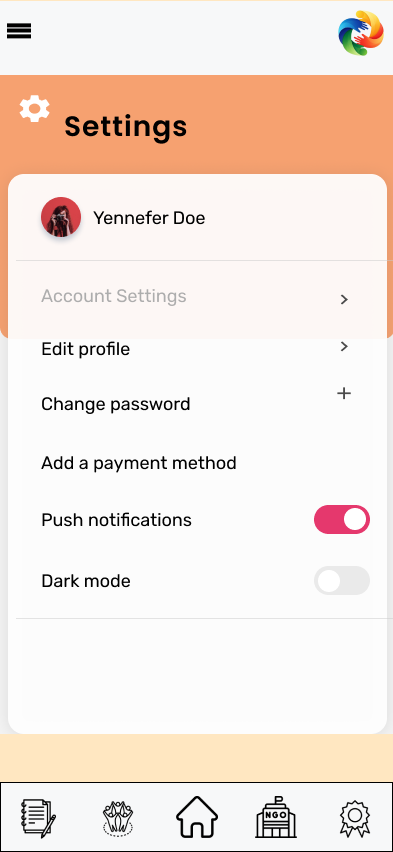 Settings
Yennefer Doe
Account Settings
Edit profile
Change password
Add a payment method
Push notifications
Dark mode
NGO